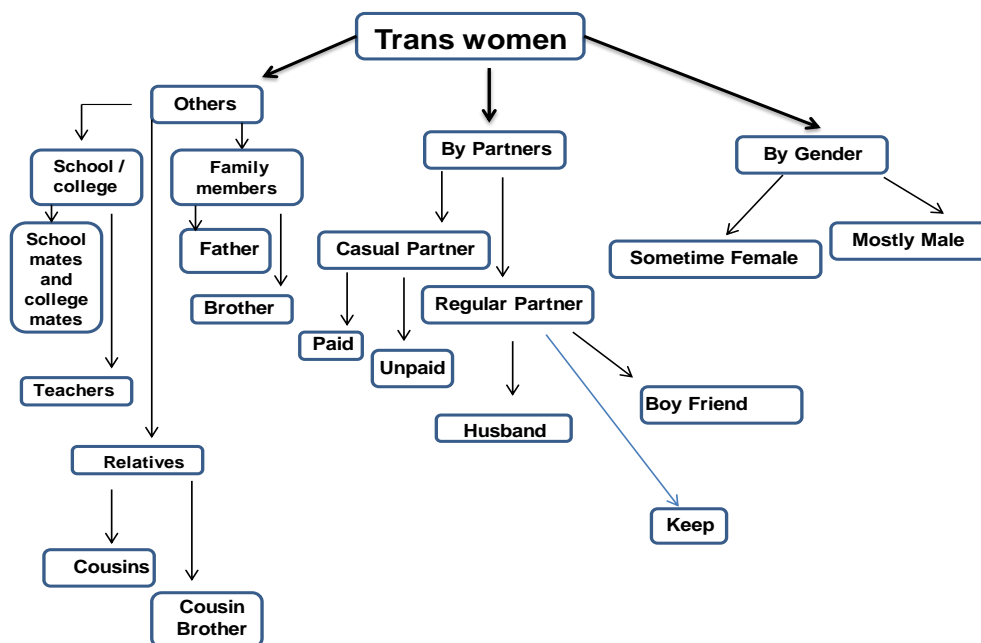 Trans women
Others
By Partners
By Gender
School /
college
Family
members
School
mates
and
college
mates
Father
Casual Partner
Sometime Female
Mostly Male
Brother
Regular Partner
Paid
Unpaid
Teachers
Boy Friend
Husband
Relatives
Keep
Cousins
Cousin
Brother